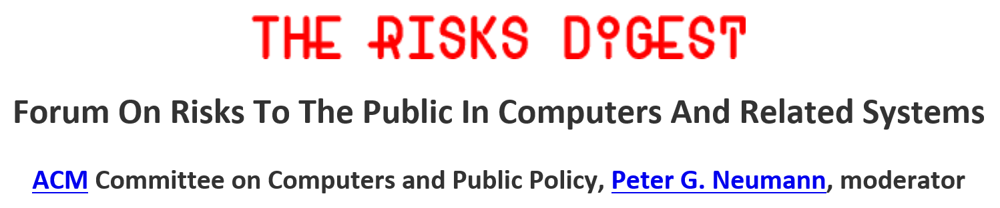 THE RISKS DIGEST
Forum On Risks To The Public In Computers And Related Systems
ACM Committee on Computers and Public Policy, Peter G. Neumann, moderator